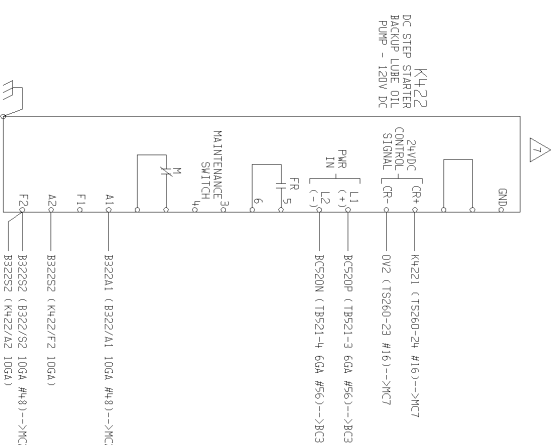 7
GND
K422
DC STEP STARTER
BACKUP LUBE OIL
PUMP - 120V DC
24VDC
CONTROL
SIGNAL
CR+
K4221 (TS260-24 #16)-->MC7
CR-
0V2 (TS260-23 #16)-->MC7
PWR
IN
L1
(+)
BC520P (TB521-3 6GA #56)-->BC3
L2
(-)
BC520N (TB521-4 6GA #56)-->BC3
FR
5
6
MAINTENANCE
SWITCH
3
4
M
A1
B322A1 (B322/A1 10GA #48)-->MC
F1
A2
B322S2 (K422/F2 10GA)
F2
B322S2 (B322/S2 10GA #48)-->MC
B322S2 (K422/A2 10GA)